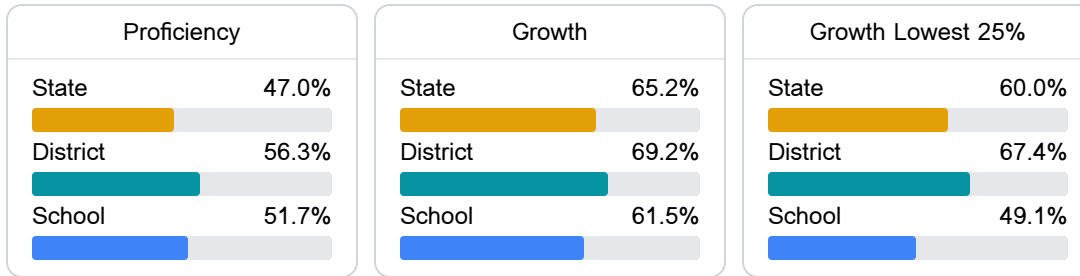 Proficiency
State 47.0%
District 56.3%
School 51.7%
Growth
State 65.2%
District 69.2%
School 61.5%
Growth Lowest 25%
State 60.0%
District 67.4%
School 49.1%